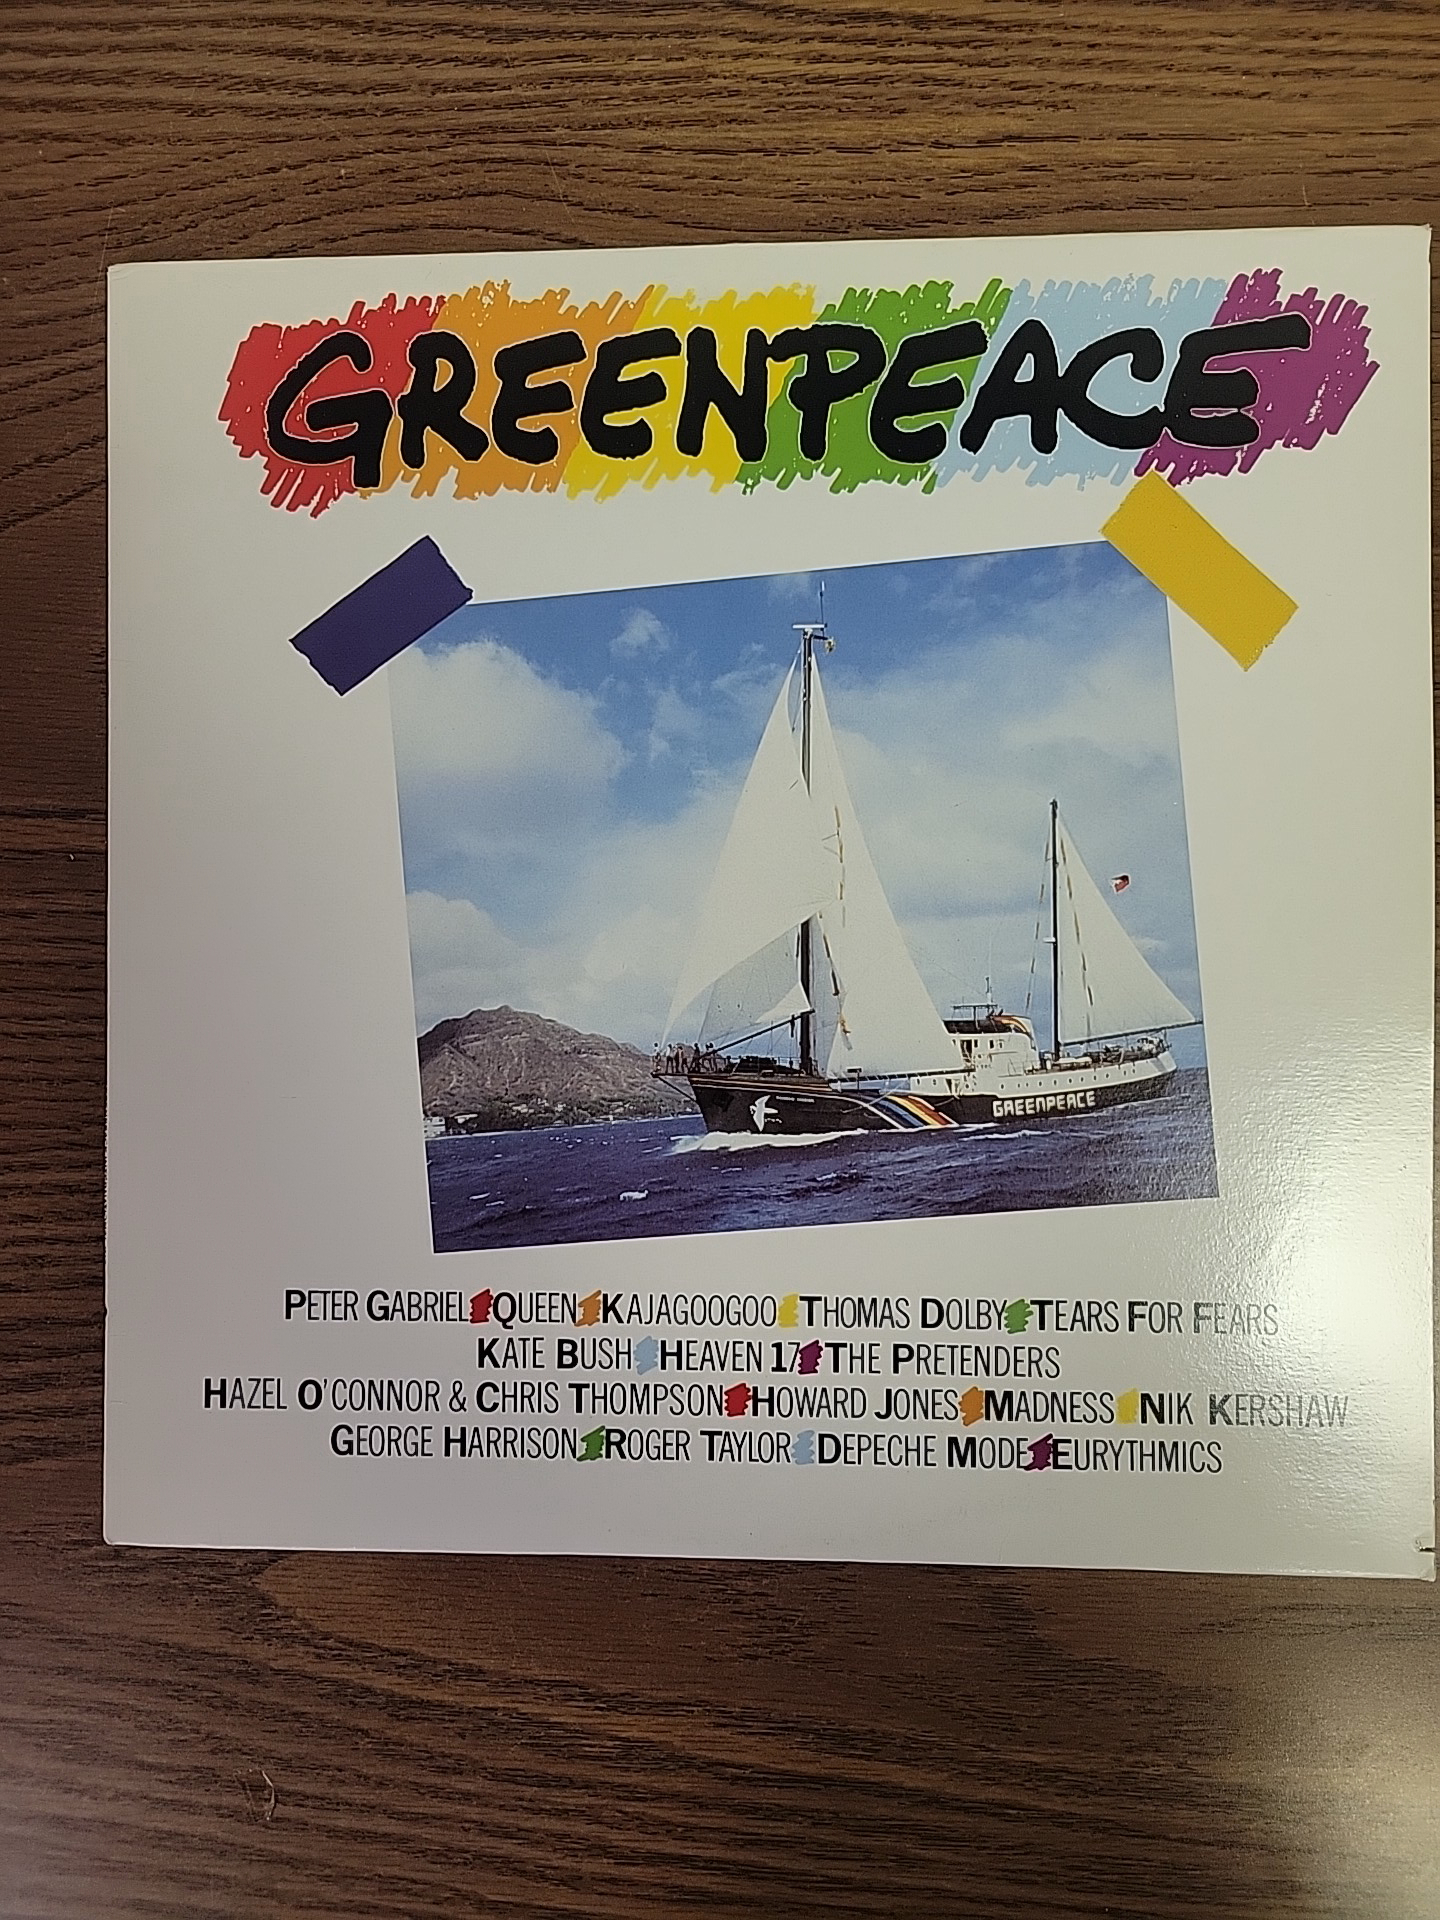 GREENPEACE
GREENPEACE
PETER GABRIEL QUEEN KAJAGOOGOO THOMAS DOLBY TEARS FOR FEARS
KATE BUSH HEAVEN 17 THE PRETENDERS
HAZEL O'CONNOR & CHRIS THOMPSON HOWARD JONES MADNESS NIK KERSHAW
GEORGE HARRISON ROGER TAYLOR DEPECHE MODE EURYTHMICS